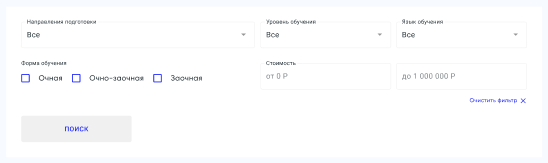 Направления подготовки
Все
Уровень обучения
Все
Язык обучения
Все
Форма обучения
Очная
Очно-заочная
Заочная
Стоимость
от 0 ₽
до 1 000 000 ₽
Очистить фильтр ×
ПОИСК